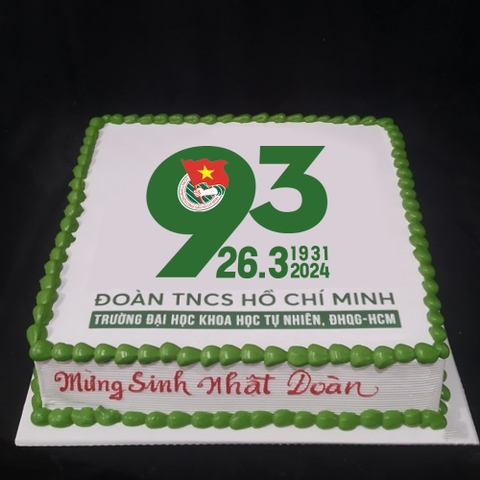 93
26.3
1931
2024
ĐOÀN TNCS HỒ CHÍ MINH
TRƯỜNG ĐẠI HỌC KHOA HỌC TỰ NHIÊN, ĐHQG-HCM
Mừng Sinh Nhật Đoàn